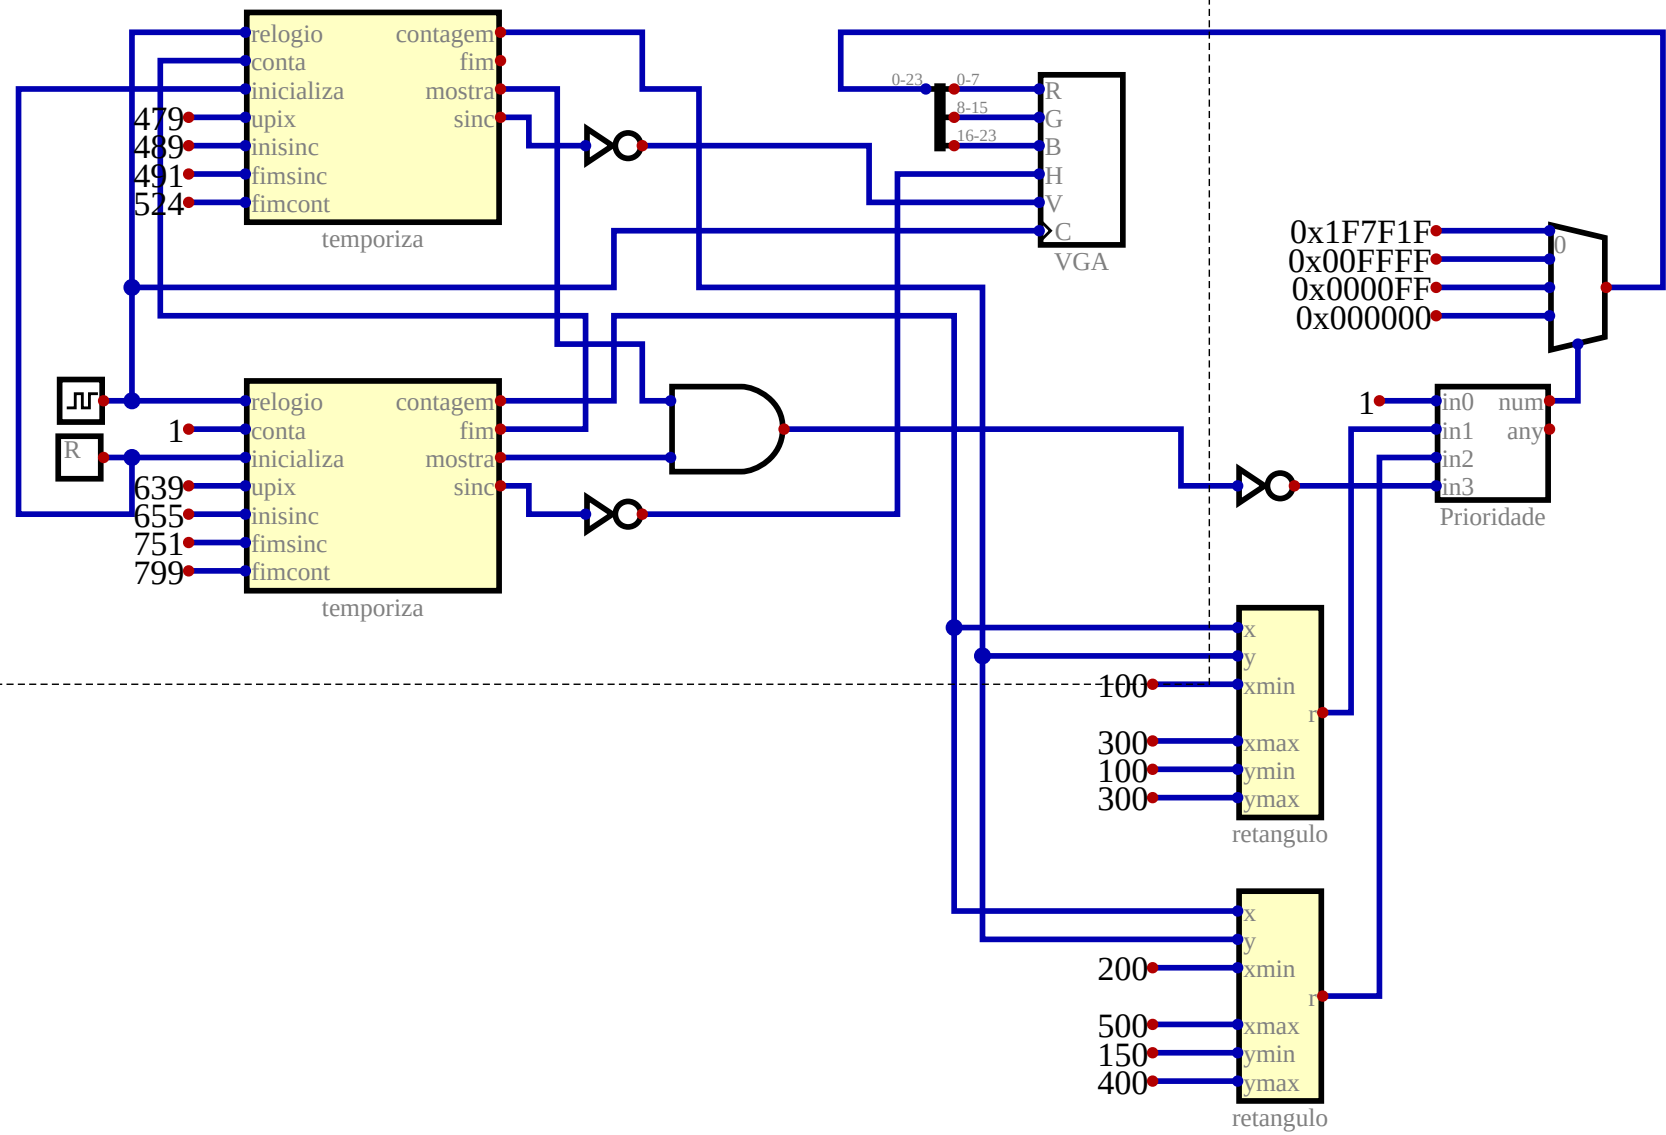 relogio contagem
conta fim
inicializa mostra
479 upix sinc
489 inisinc
491 fimsinc
524 fimcont
temporiza
0-23 0-7 R
8-15 G
16-23 B
H
V
C
VGA
0x1F7F1F 0
0x00FFFF
0x0000FF
0x000000
relogio contagem
1 conta fim
R inicializa mostra
639 upix sinc
655 inisinc
751 fimsinc
799 fimcont
temporiza
1 in0 num
in1 any
in2
in3
Prioridade
x
y
100 xmin
r
300 xmax
100 ymin
300 ymax
retangulo
x
y
200 xmin
r
500 xmax
150 ymin
400 ymax
retangulo